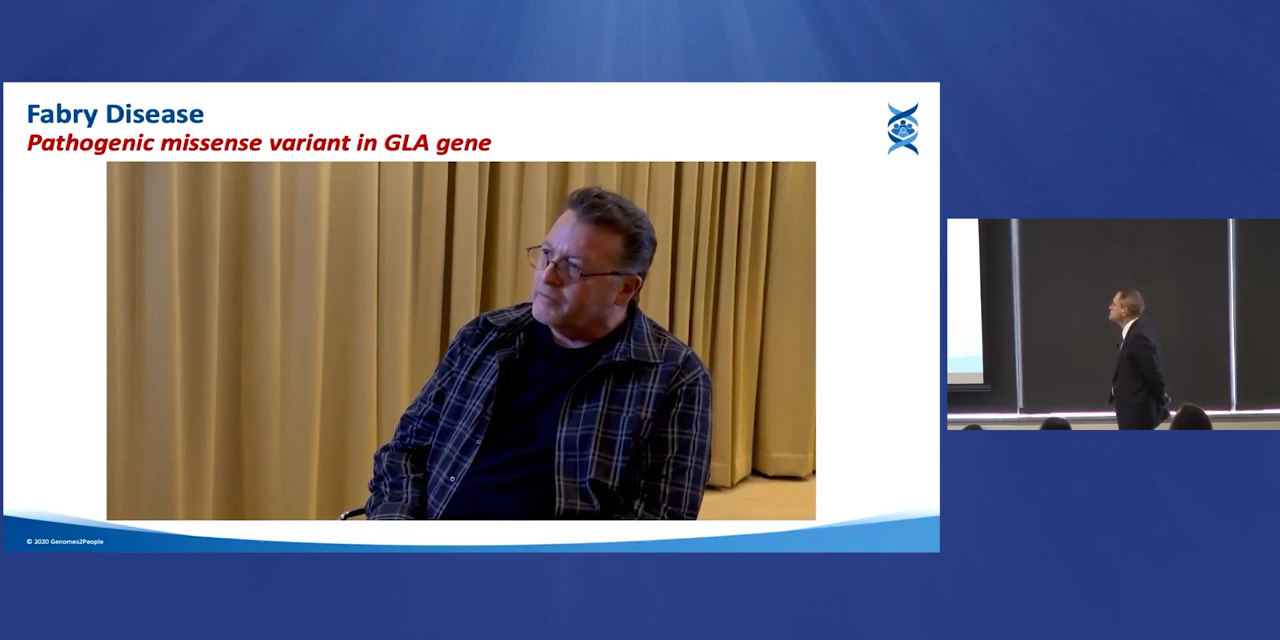 Fabry Disease
Pathogenic missense variant in GLA gene
© 2020 Genomes2People